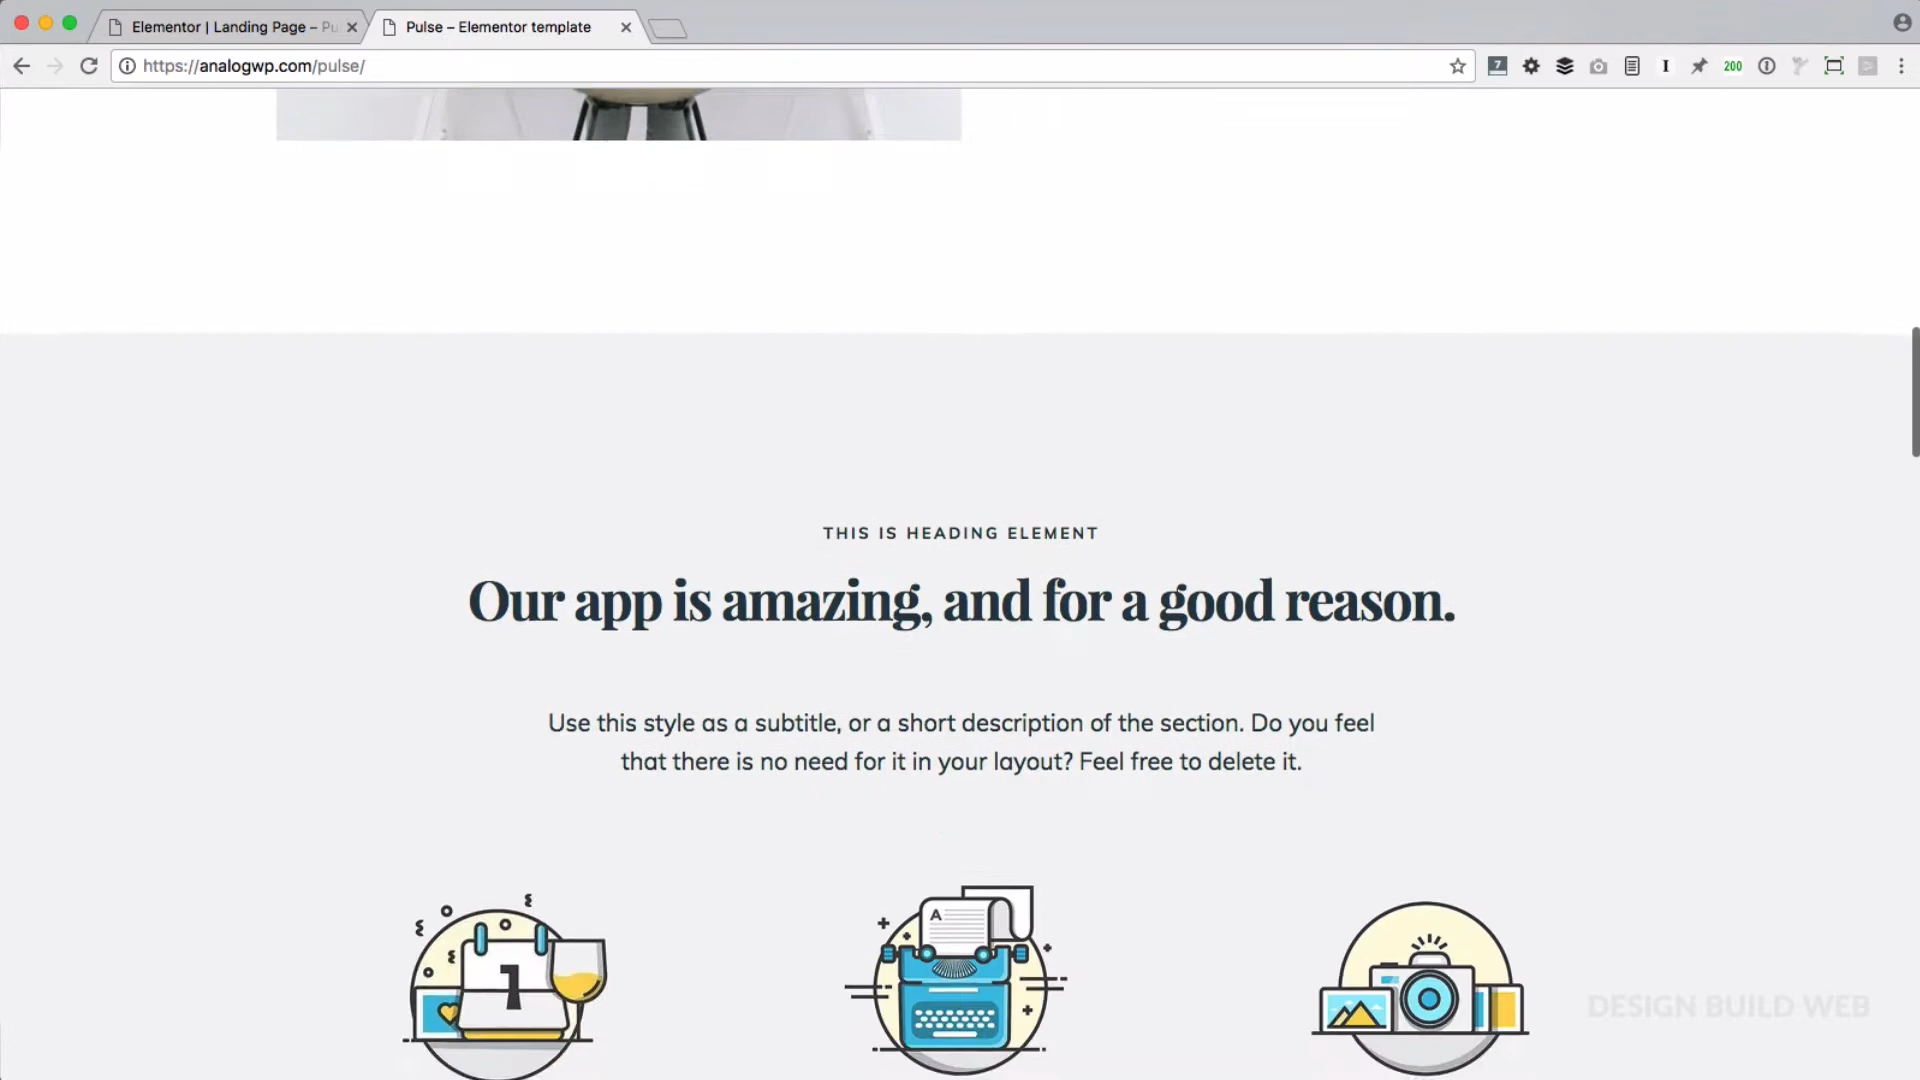 Elementor | Landing Page – Pu
Pulse – Elementor template
https://analogwp.com/pulse/
7
I
200
THIS IS HEADING ELEMENT
Our app is amazing, and for a good reason.
Use this style as a subtitle, or a short description of the section. Do you feel
that there is no need for it in your layout? Feel free to delete it.
A
1
DESIGN BUILD WEB